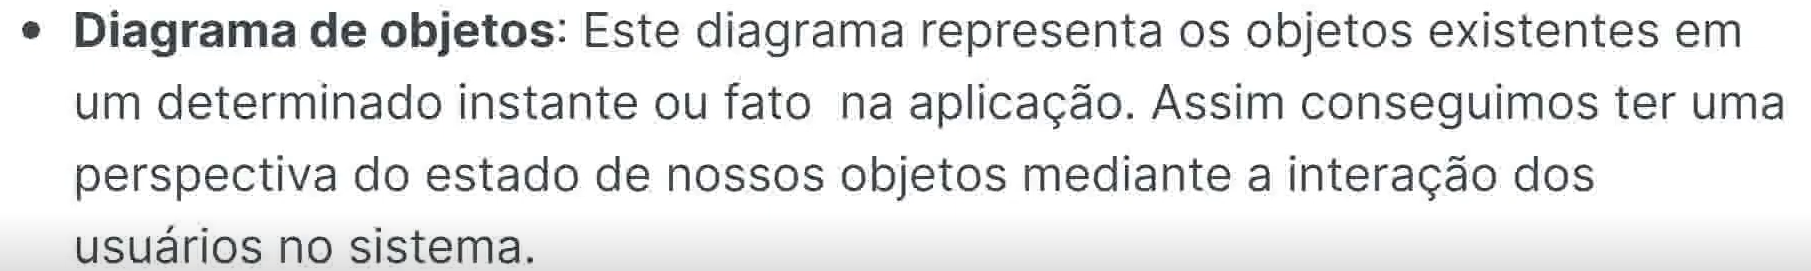 • Diagrama de objetos: Este diagrama representa os objetos existentes em
um determinado instante ou fato  na aplicação. Assim conseguimos ter uma
perspectiva do estado de nossos objetos mediante a interação dos
usuários no sistema.